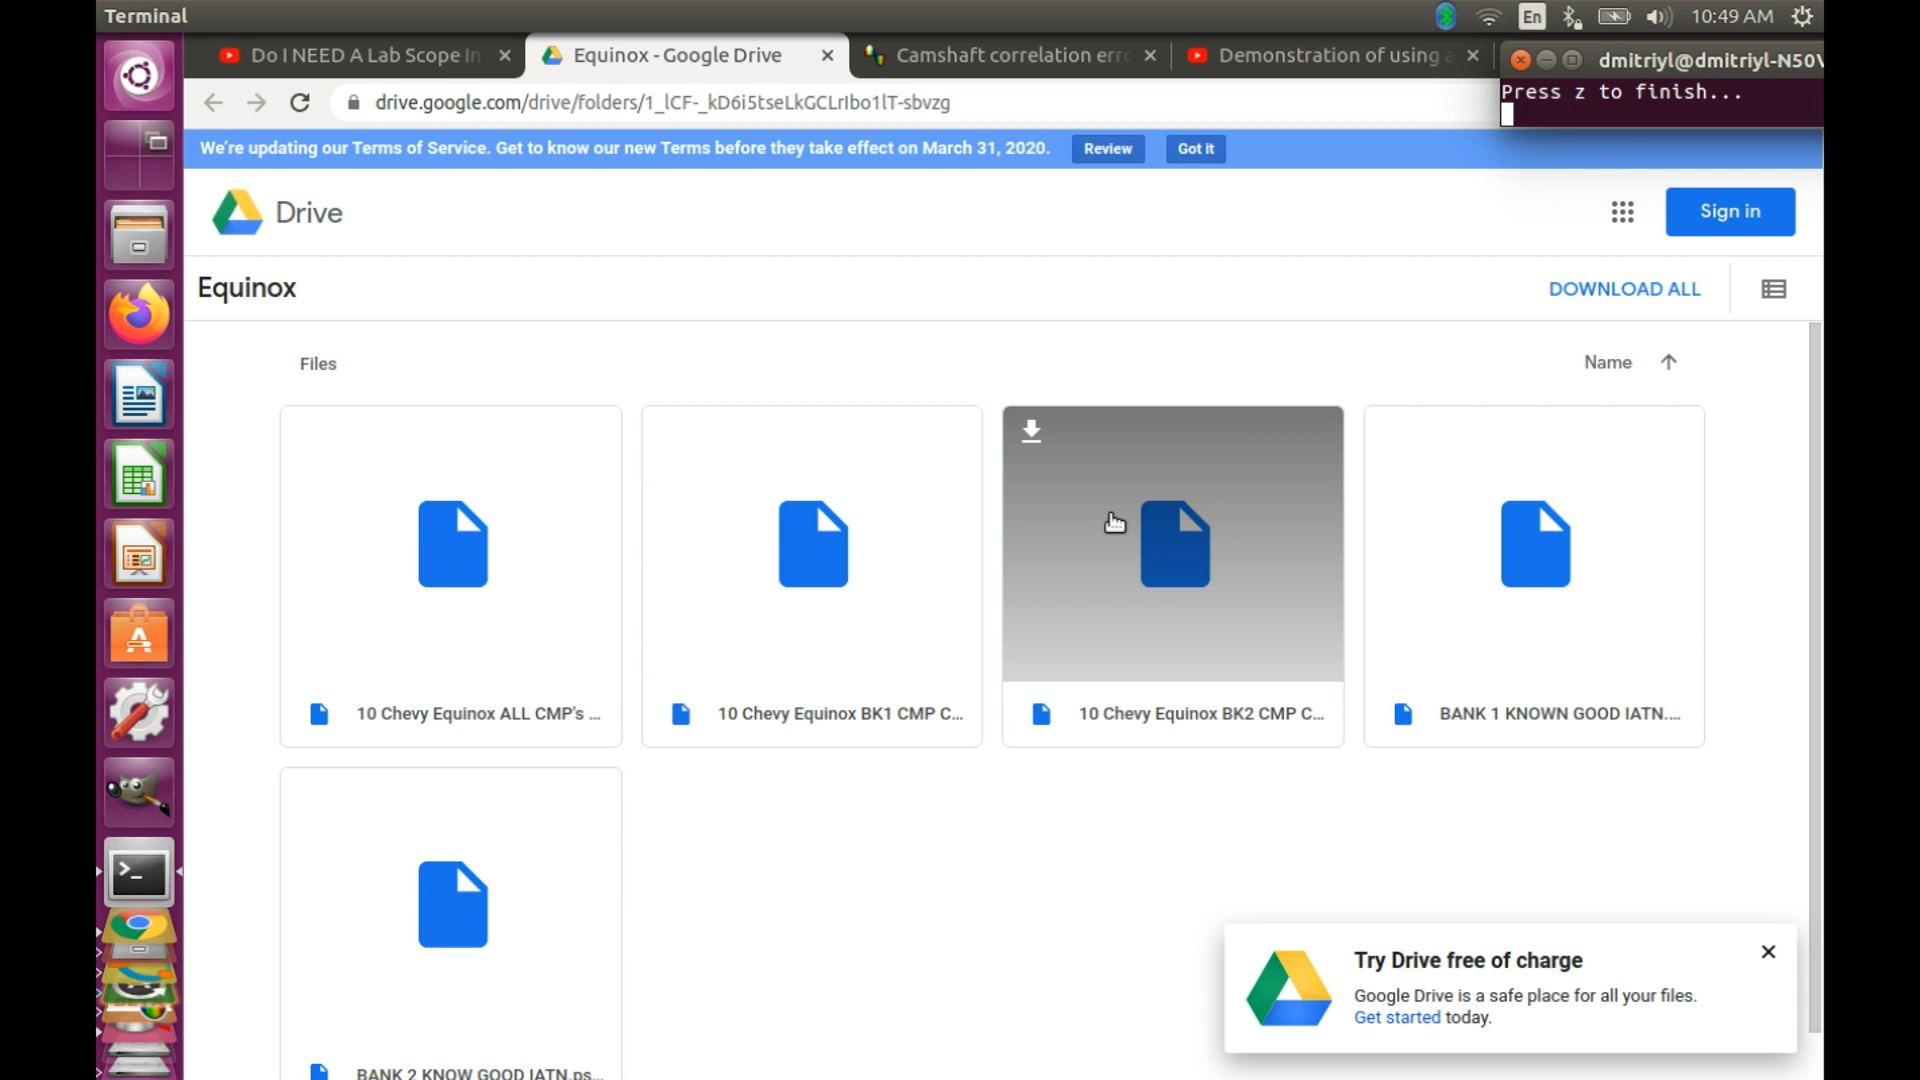 Terminal
En
10:49 AM
Do I NEED A Lab Scope In
Equinox - Google Drive
Camshaft correlation erro
Demonstration of using a
dmitriyl@dmitriyl-N50V
Press z to finish...
drive.google.com/drive/folders/1_lCF-_kD6i5tseLkGCLrIbo1lT-sbvzg
We're updating our Terms of Service. Get to know our new Terms before they take effect on March 31, 2020.
Review
Got it
Drive
Sign in
Equinox
DOWNLOAD ALL
Files
Name
10 Chevy Equinox ALL CMP's ...
10 Chevy Equinox BK1 CMP C...
10 Chevy Equinox BK2 CMP C...
BANK 1 KNOWN GOOD IATN....
BANK 2 KNOW GOOD IATN.ps...
Try Drive free of charge
Google Drive is a safe place for all your files.
Get started today.